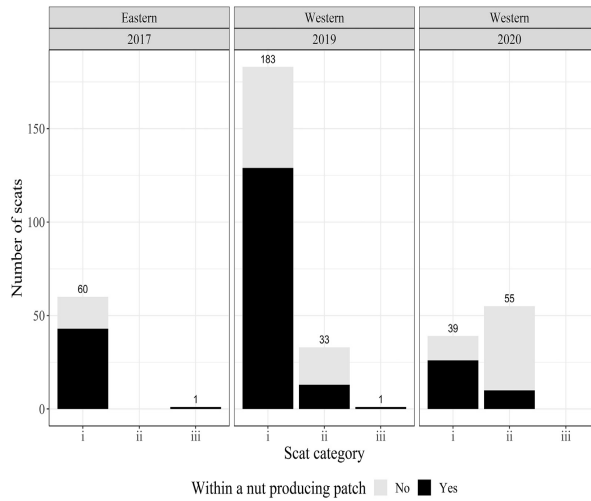 Eastern Western Western
2017 2019 2020
183
150
100
Number of scats
60
55
50
39
33
1 1
0
i ii iii i ii iii i ii iii
Scat category
Within a nut producing patch No Yes